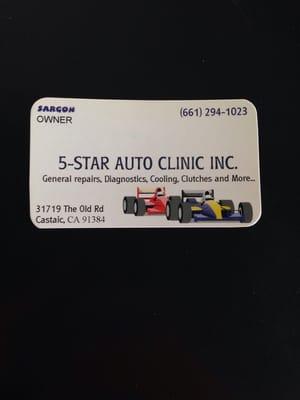 SARGON
OWNER
(661) 294-1023
5-STAR AUTO CLINIC INC.
General repairs, Diagnostics, Cooling, Clutches and More..
31719 The Old Rd
Castaic, CA 91384